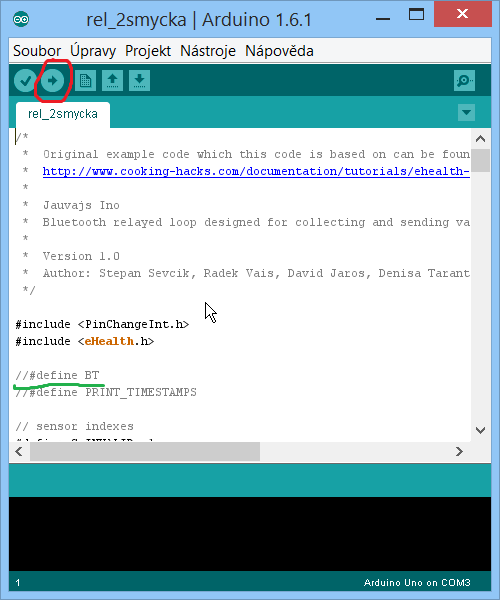 rel_2smycka | Arduino 1.6.1
Soubor Úpravy Projekt Nástroje Nápověda
rel_2smycka
/*
* Original example code which this code is based on can be foun
* http://www.cooking-hacks.com/documentation/tutorials/ehealth-
*
* Jauvajs Ino
* Bluetooth relayed loop designed for collecting and sending va
*
* Version 1.0
* Author: Stepan Sevcik, Radek Vais, David Jaros, Denisa Tarant
*/
#include <PinChangeInt.h>
#include <eHealth.h>
//#define BT
//#define PRINT_TIMESTAMPS
// sensor indexes
1
Arduino Uno on COM3